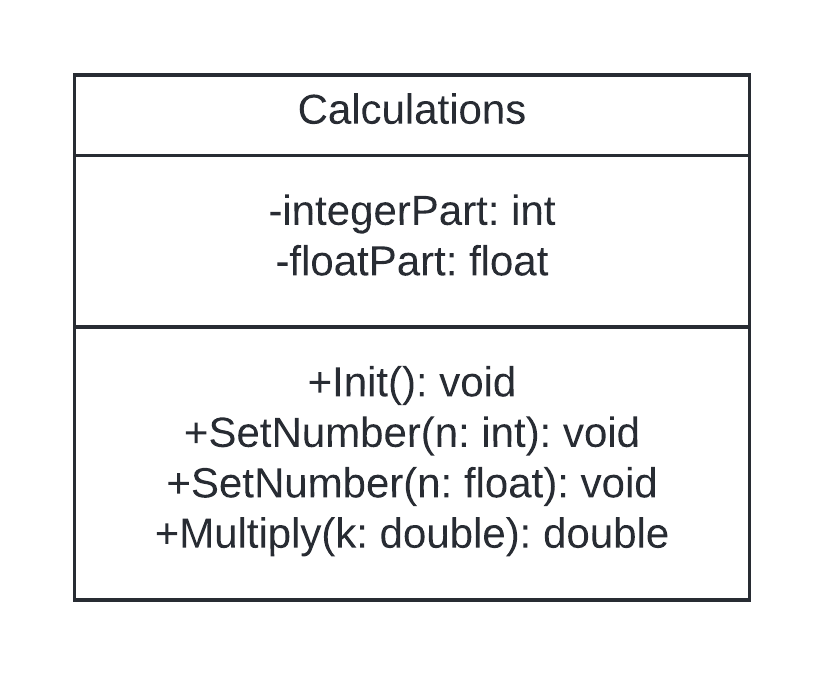 Calculations
-integerPart: int
-floatPart: float
+Init(): void
+SetNumber(n: int): void
+SetNumber(n: float): void
+Multiply(k: double): double